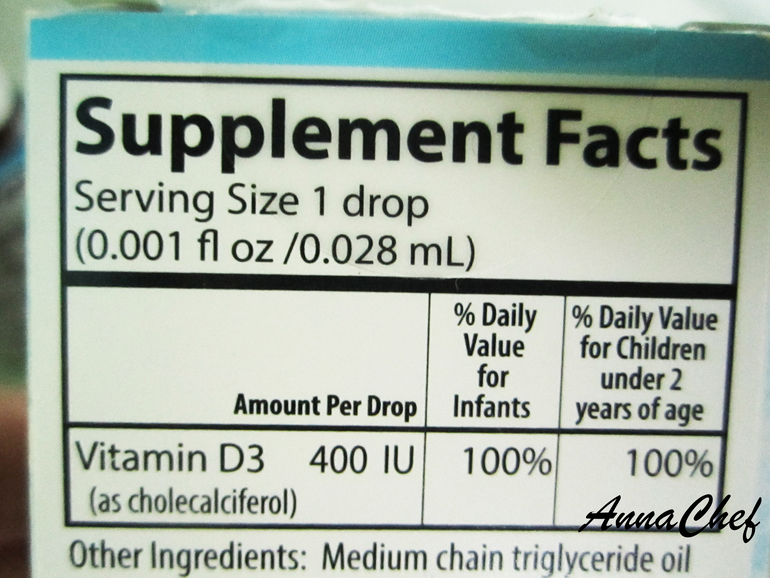 Supplement Facts
Serving Size 1 drop
(0.001 fl oz /0.028 mL)
Amount Per Drop
% Daily
Value
for
Infants
% Daily Value
for Children
under 2
years of age
Vitamin D3 400 IU 100% 100%
(as cholecalciferol)
Other Ingredients: Medium chain triglyceride oil
AnnaChef